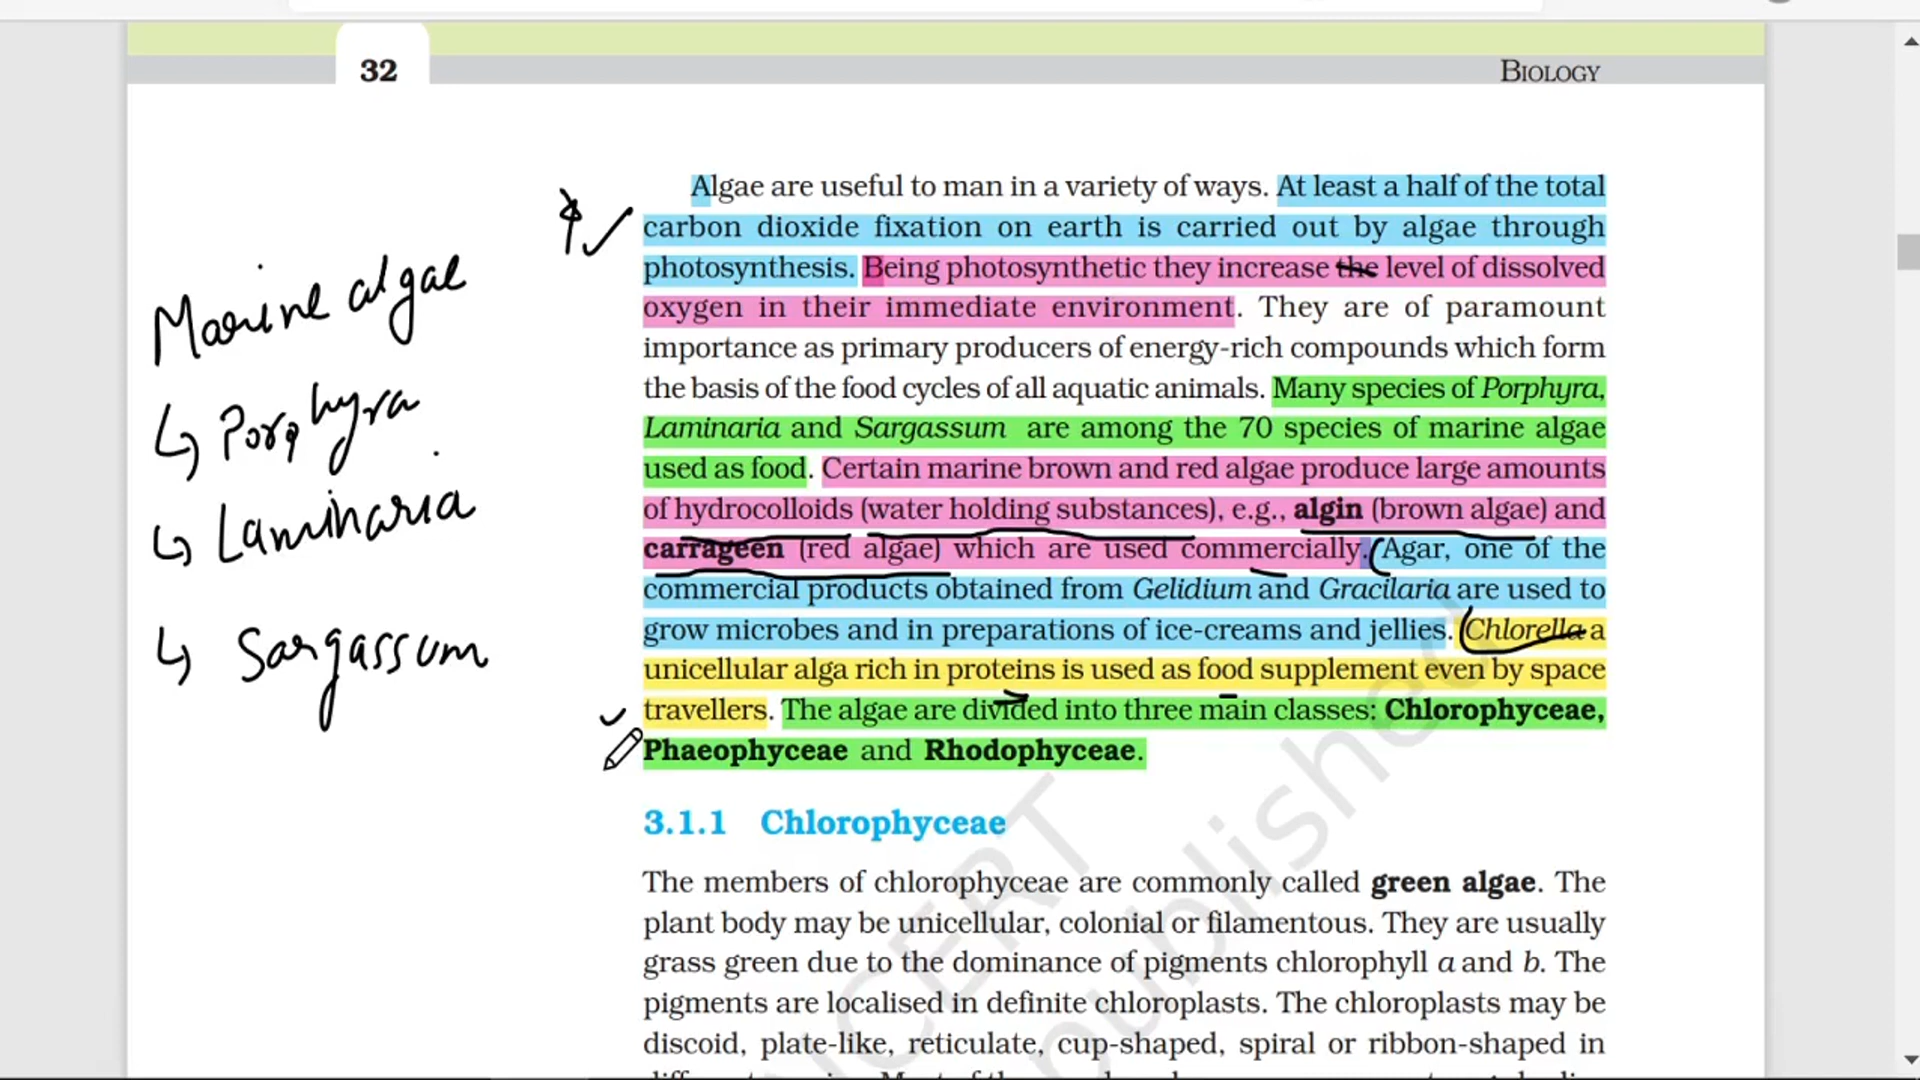 32
BIOLOGY
Algae are useful to man in a variety of ways. At least a half of the total
carbon dioxide fixation on earth is carried out by algae through
photosynthesis. Being photosynthetic they increase the level of dissolved
oxygen in their immediate environment. They are of paramount
importance as primary producers of energy-rich compounds which form
the basis of the food cycles of all aquatic animals. Many species of Porphyra,
Laminaria and Sargassum are among the 70 species of marine algae
used as food. Certain marine brown and red algae produce large amounts
of hydrocolloids (water holding substances), e.g., algin (brown algae) and
carrageen (red algae) which are used commercially. Agar, one of the
commercial products obtained from Gelidium and Gracilaria are used to
grow microbes and in preparations of ice-creams and jellies. Chlorella a
unicellular alga rich in proteins is used as food supplement even by space
travellers. The algae are divided into three main classes: Chlorophyceae,
Phaeophyceae and Rhodophyceae.
Marine algae
Porphyra
Laminaria
Sargassum
3.1.1 Chlorophyceae
The members of chlorophyceae are commonly called green algae. The
plant body may be unicellular, colonial or filamentous. They are usually
grass green due to the dominance of pigments chlorophyll a and b. The
pigments are localised in definite chloroplasts. The chloroplasts may be
discoid, plate-like, reticulate, cup-shaped, spiral or ribbon-shaped in
NCERT
published